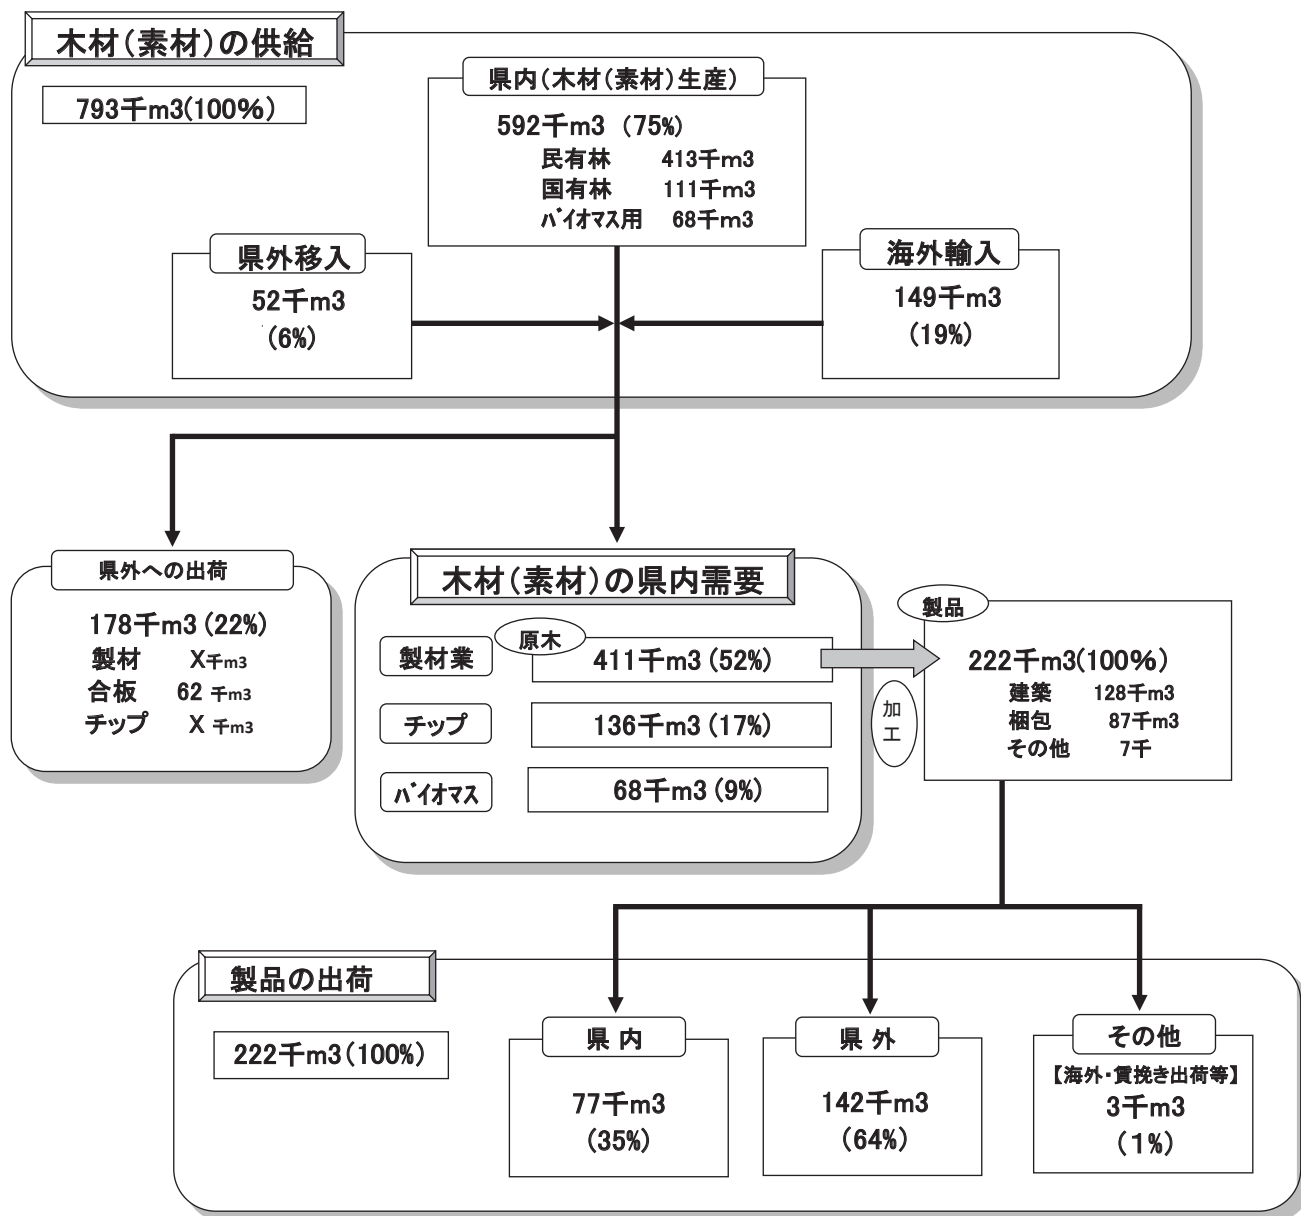 木材（素材）の供給
793千m3(100%)
県内（木材（素材）生産）
592千m3 (75%)
民有林 413千m3
国有林 111千m3
ﾊﾞｲｵﾏｽ用 68千m3
県外移入
52千m3
(6%)
海外輸入
149千m3
(19%)
県外への出荷
178千m3 (22%)
製材 X千m3
合板 62 千m3
チップ X 千m3
木材（素材）の県内需要
製材業
原木
411千m3 (52%)
チップ
136千m3 (17%)
ﾊﾞｲｵﾏｽ
68千m3 (9%)
加
工
製品
222千m3(100%)
建築 128千m3
梱包 87千m3
その他 7千
製品の出荷
222千m3(100%)
県 内
77千m3
(35%)
県 外
142千m3
(64%)
その他
【海外・賃挽き出荷等】
3千m3
(1%)